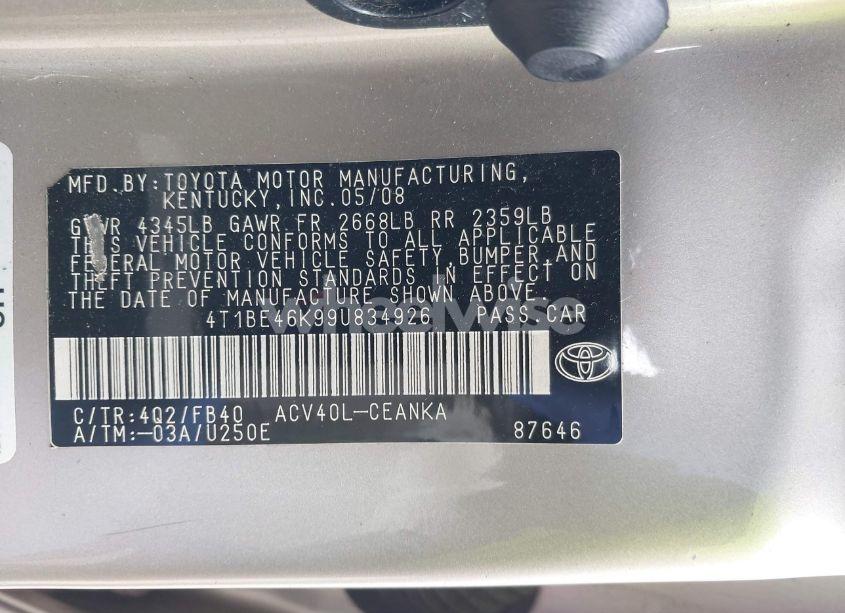 MFD.BY:TOYOTA MOTOR MANUFACTURING,
KENTUCKY,INC.05/08
GVWR 4345LB GAWR FR 2668LB RR 2359LB
THIS VEHICLE CONFORMS TO ALL APPLICABLE
FEDERAL MOTOR VEHICLE SAFETY,BUMPER,AND
THEFT PREVENTION STANDARDS IN EFFECT ON
THE DATE OF MANUFACTURE SHOWN ABOVE.
4T1BE46K99U834926 PASS.CAR
wheelwise
C/TR:4Q2/FB40 ACV40L-CEANKA
A/TM:-03A/U250E 87646